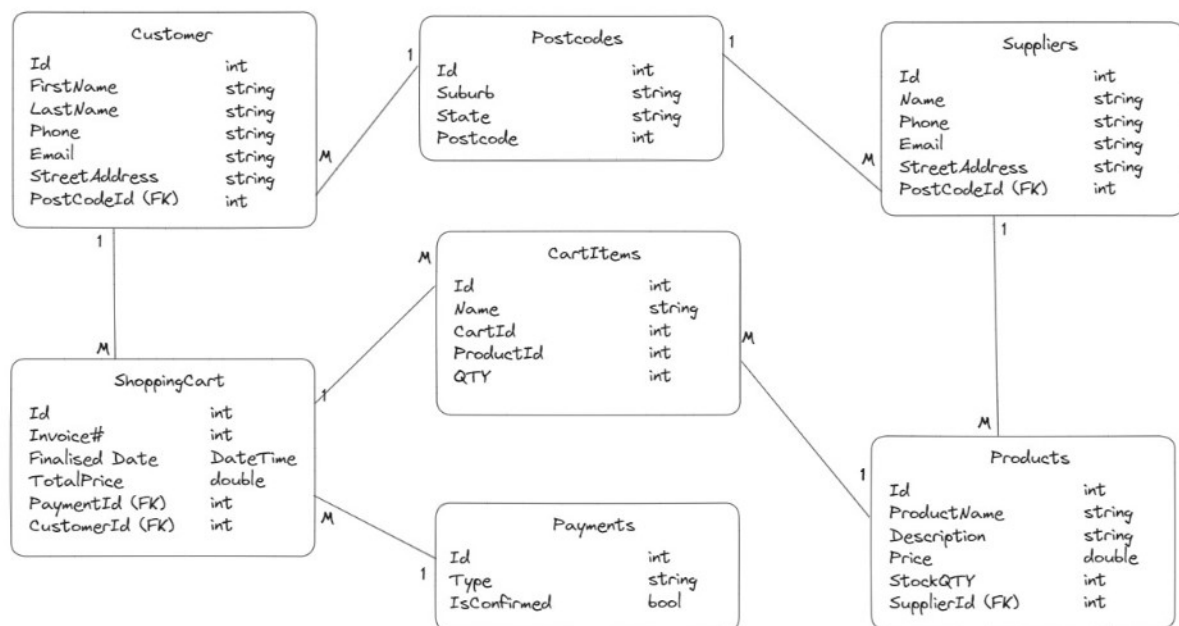 Customer
Id int
FirstName string
LastName string
Phone string
Email string
StreetAddress string
PostCodeId (FK) int
1
M
Postcodes
Id int
Suburb string
State string
Postcode int
1
M
Suppliers
Id int
Name string
Phone string
Email string
StreetAddress string
PostCodeId (FK) int
1
M
1
M
CartItems
Id int
Name string
CartId int
ProductId int
QTY int
M
1
M
1
ShoppingCart
Id int
Invoice# int
Finalised Date DateTime
TotalPrice double
PaymentId (FK) int
CustomerId (FK) int
M
1
Payments
Id int
Type string
IsConfirmed bool
Products
Id int
ProductName string
Description string
Price double
StockQTY int
SupplierId (FK) int